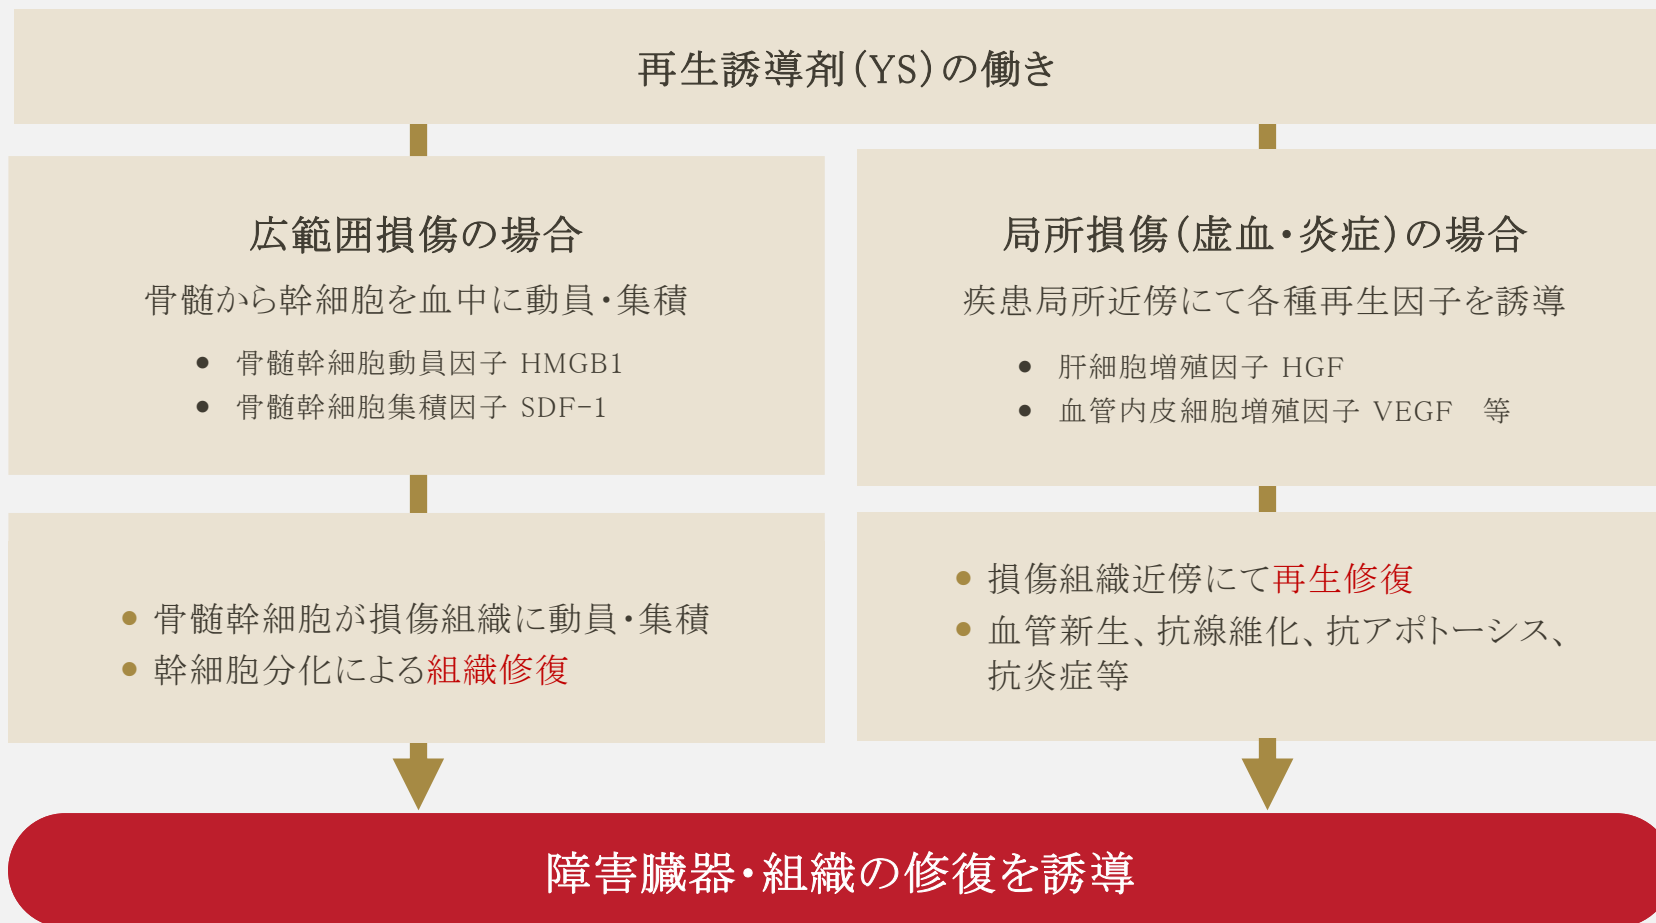 再生誘導剤(YS)の働き
広範囲損傷の場合
骨髄から幹細胞を血中に動員・集積
● 骨髄幹細胞動員因子 HMGB1
● 骨髄幹細胞集積因子 SDF-1
● 骨髄幹細胞が損傷組織に動員・集積
● 幹細胞分化による組織修復
局所損傷(虚血・炎症)の場合
疾患局所近傍にて各種再生因子を誘導
● 肝細胞増殖因子 HGF
● 血管内皮細胞増殖因子 VEGF　等
● 損傷組織近傍にて再生修復
● 血管新生、抗線維化、抗アポトーシス、
抗炎症等
障害臓器・組織の修復を誘導